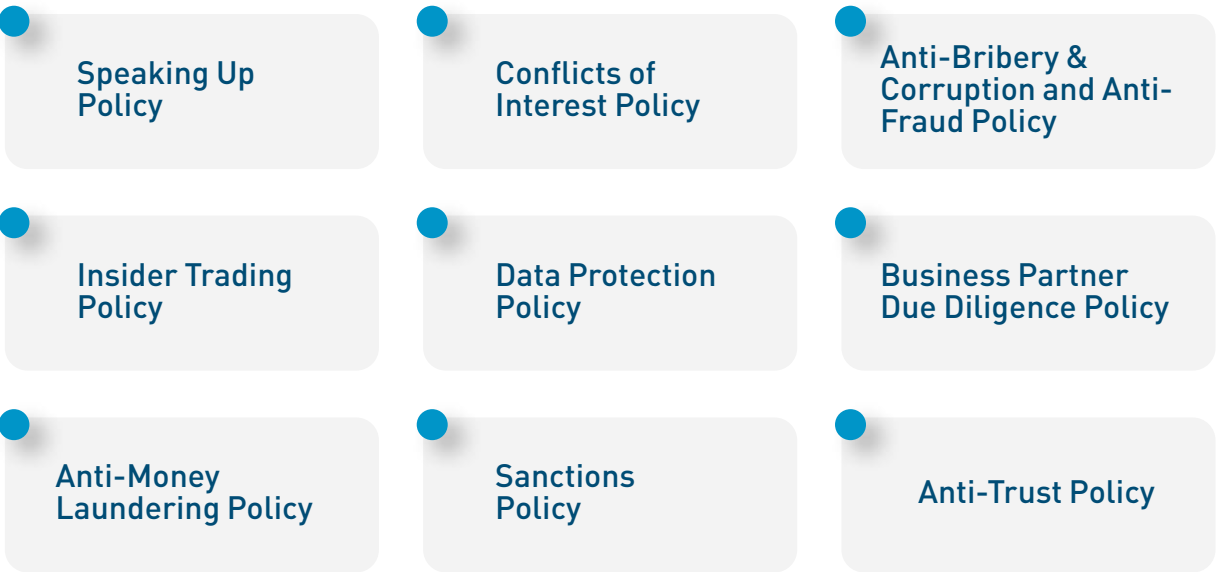 Speaking Up
Policy
Conflicts of
Interest Policy
Anti-Bribery &
Corruption and Anti-
Fraud Policy
Insider Trading
Policy
Data Protection
Policy
Business Partner
Due Diligence Policy
Anti-Money
Laundering Policy
Sanctions
Policy
Anti-Trust Policy